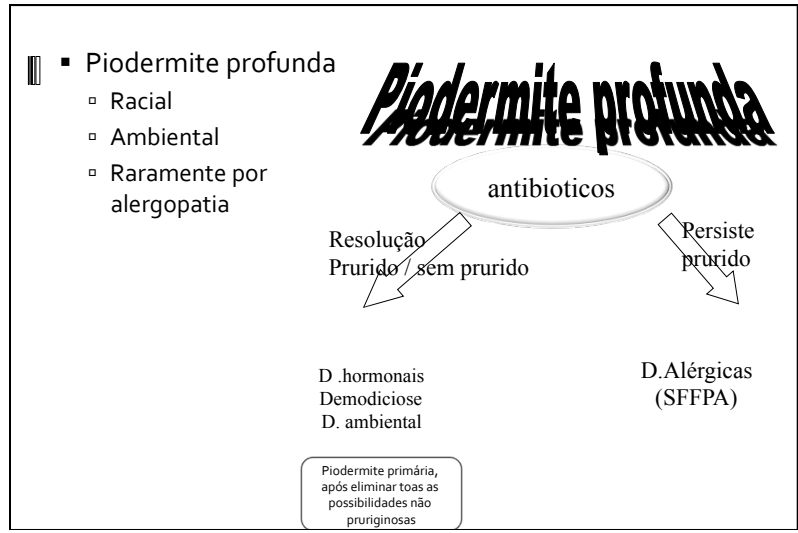 Piodermite profunda
Racial
Ambiental
Raramente por
alergopatia
Piodermite profunda
antibioticos
Resolução
Prurido / sem prurido
Persiste
prurido
D .hormonais
Demodiciose
D. ambiental
D.Alérgicas
(SFFPA)
Piodermite primária,
após eliminar toas as
possibilidades não
pruriginosas